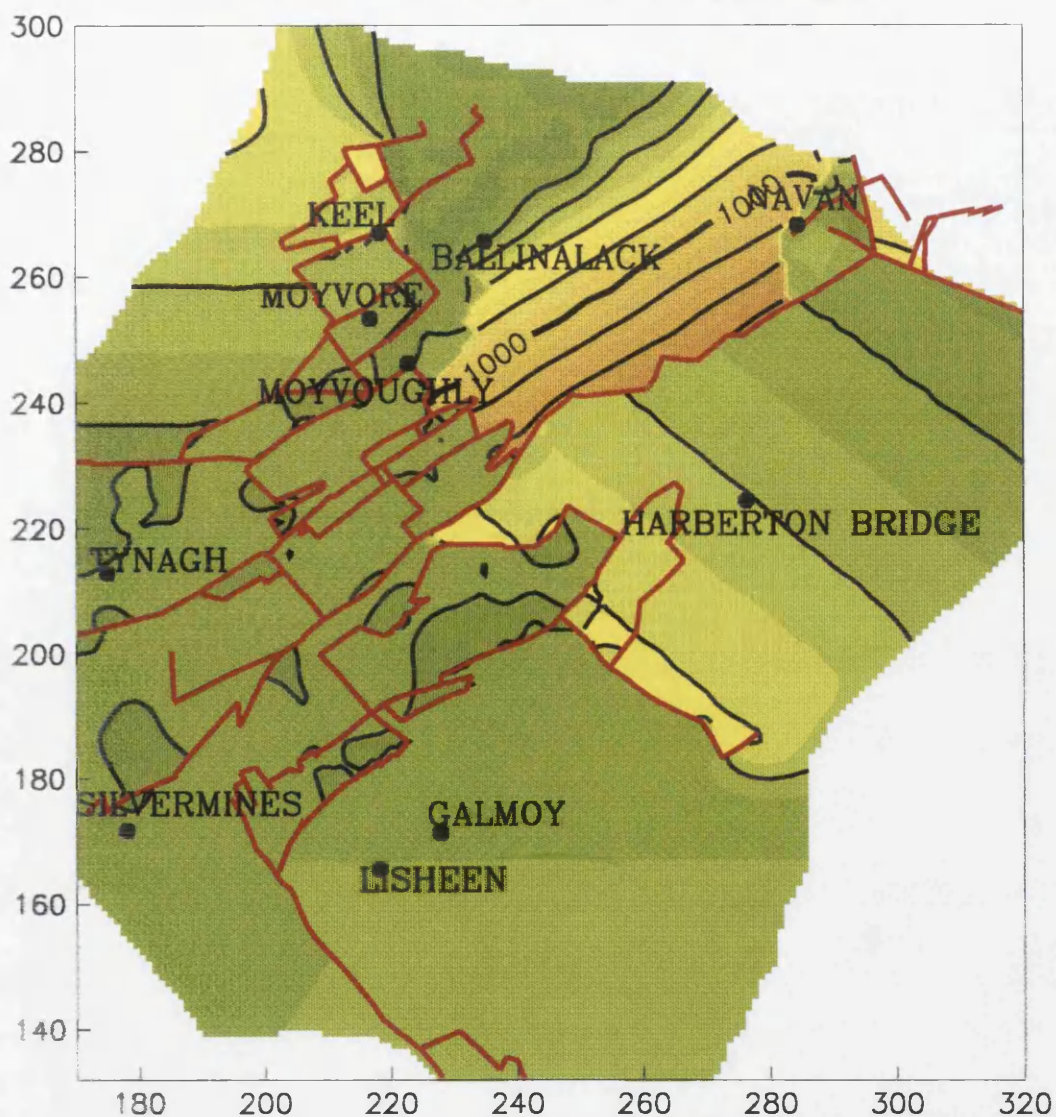 300
280
NAVAN
1000
KEEL
BALLINALACK
260
MOYVORE
1000
240
MOYVOUGHLY
220
HARBERTON BRIDGE
TYNAGH
200
180
SILVERMINES
GALMOY
LISHEEN
160
140
180 200 220 240 260 280 300 320